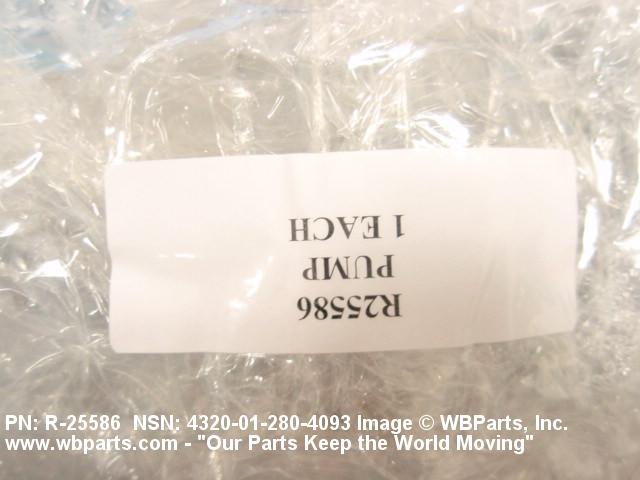 R25586
PUMP
1 EACH
PN: R-25586 NSN: 4320-01-280-4093 Image © WBParts, Inc.
www.wbparts.com - "Our Parts Keep the World Moving"